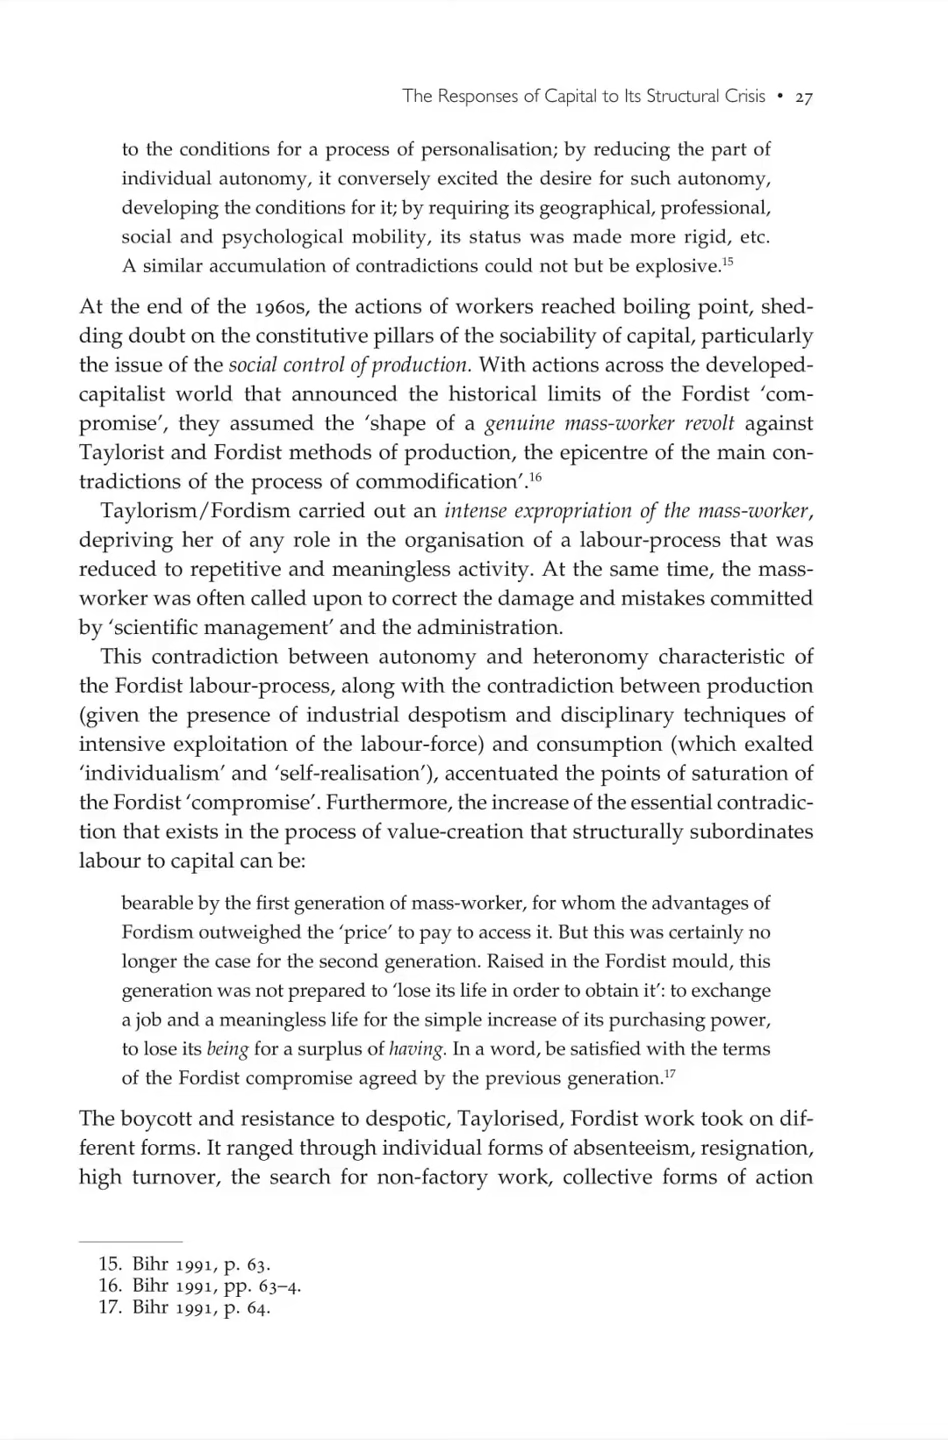 The Responses of Capital to Its Structural Crisis • 27
to the conditions for a process of personalisation; by reducing the part of
individual autonomy, it conversely excited the desire for such autonomy,
developing the conditions for it; by requiring its geographical, professional,
social and psychological mobility, its status was made more rigid, etc.
A similar accumulation of contradictions could not but be explosive.15
At the end of the 1960s, the actions of workers reached boiling point, shed-
ding doubt on the constitutive pillars of the sociability of capital, particularly
the issue of the social control of production. With actions across the developed-
capitalist world that announced the historical limits of the Fordist ‘com-
promise’, they assumed the ‘shape of a genuine mass-worker revolt against
Taylorist and Fordist methods of production, the epicentre of the main con-
tradictions of the process of commodification’.16
Taylorism/Fordism carried out an intense expropriation of the mass-worker,
depriving her of any role in the organisation of a labour-process that was
reduced to repetitive and meaningless activity. At the same time, the mass-
worker was often called upon to correct the damage and mistakes committed
by ‘scientific management’ and the administration.
This contradiction between autonomy and heteronomy characteristic of
the Fordist labour-process, along with the contradiction between production
(given the presence of industrial despotism and disciplinary techniques of
intensive exploitation of the labour-force) and consumption (which exalted
‘individualism’ and ‘self-realisation’), accentuated the points of saturation of
the Fordist ‘compromise’. Furthermore, the increase of the essential contradic-
tion that exists in the process of value-creation that structurally subordinates
labour to capital can be:
bearable by the first generation of mass-worker, for whom the advantages of
Fordism outweighed the ‘price’ to pay to access it. But this was certainly no
longer the case for the second generation. Raised in the Fordist mould, this
generation was not prepared to ‘lose its life in order to obtain it’: to exchange
a job and a meaningless life for the simple increase of its purchasing power,
to lose its being for a surplus of having. In a word, be satisfied with the terms
of the Fordist compromise agreed by the previous generation.17
The boycott and resistance to despotic, Taylorised, Fordist work took on dif-
ferent forms. It ranged through individual forms of absenteeism, resignation,
high turnover, the search for non-factory work, collective forms of action
15. Bihr 1991, p. 63.
16. Bihr 1991, pp. 63–4.
17. Bihr 1991, p. 64.